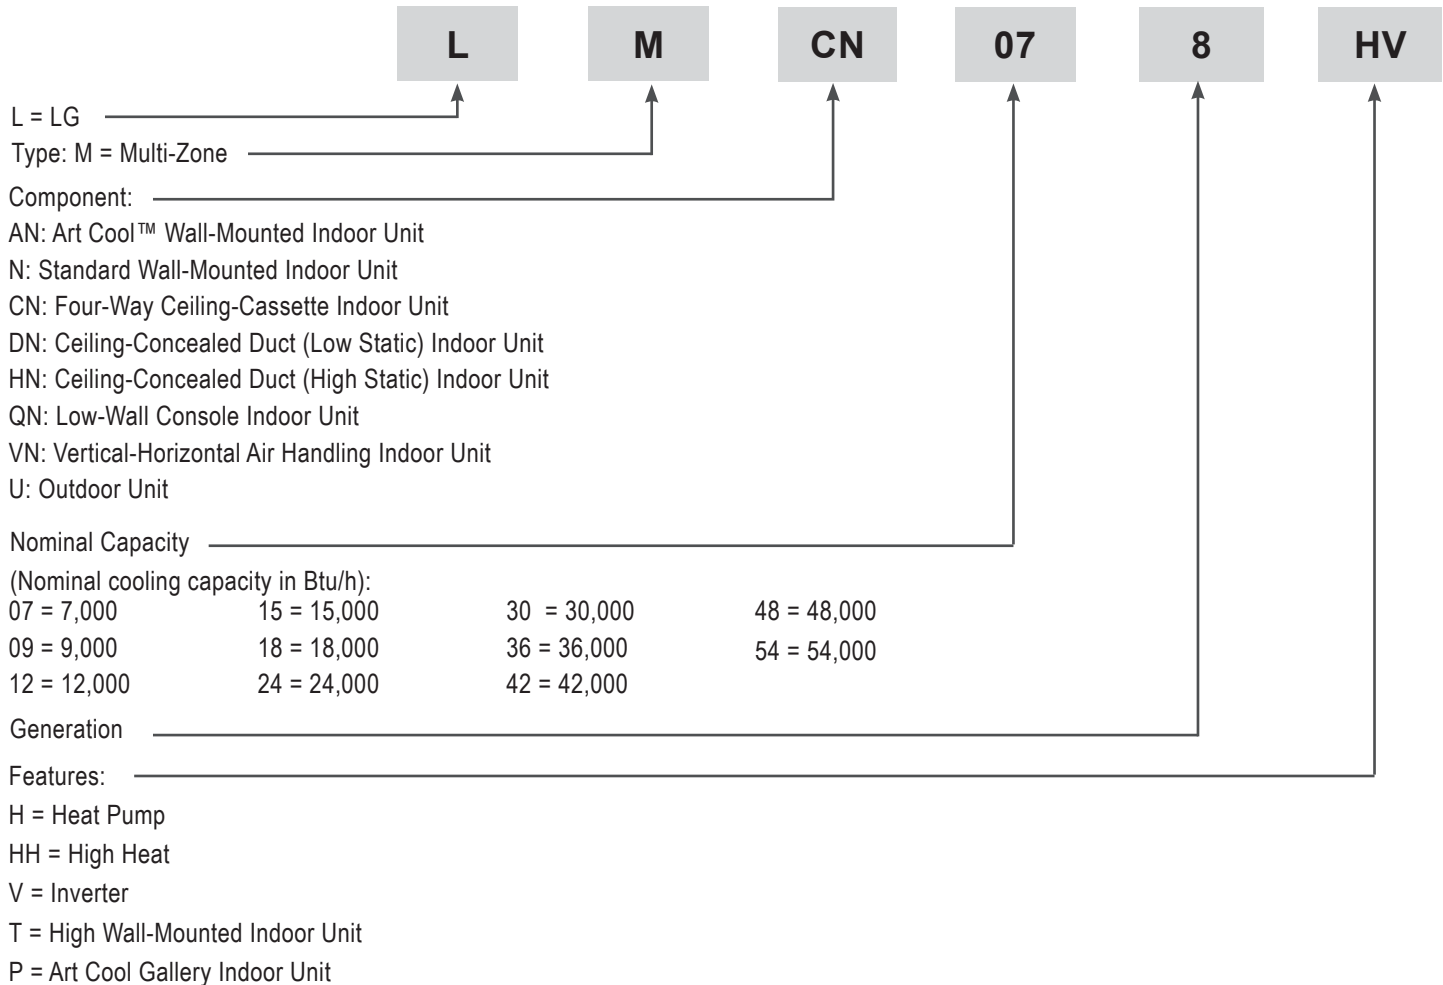 L M CN 07 8 HV
L = LG
Type: M = Multi-Zone
Component:
AN: Art Cool™ Wall-Mounted Indoor Unit
N: Standard Wall-Mounted Indoor Unit
CN: Four-Way Ceiling-Cassette Indoor Unit
DN: Ceiling-Concealed Duct (Low Static) Indoor Unit
HN: Ceiling-Concealed Duct (High Static) Indoor Unit
QN: Low-Wall Console Indoor Unit
VN: Vertical-Horizontal Air Handling Indoor Unit
U: Outdoor Unit
Nominal Capacity
(Nominal cooling capacity in Btu/h):
07 = 7,000 15 = 15,000 30 = 30,000 48 = 48,000
09 = 9,000 18 = 18,000 36 = 36,000 54 = 54,000
12 = 12,000 24 = 24,000 42 = 42,000
Generation
Features:
H = Heat Pump
HH = High Heat
V = Inverter
T = High Wall-Mounted Indoor Unit
P = Art Cool Gallery Indoor Unit